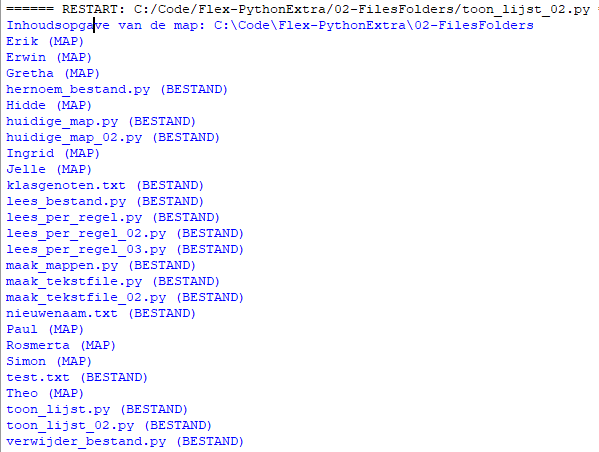 ====== RESTART: C:/Code/Flex-PythonExtra/02-FilesFolders/toon_lijst_02.py =
Inhoudsopgave van de map: C:\Code\Flex-PythonExtra\02-FilesFolders
Erik (MAP)
Erwin (MAP)
Gretha (MAP)
hernoem_bestand.py (BESTAND)
Hidde (MAP)
huidige_map.py (BESTAND)
huidige_map_02.py (BESTAND)
Ingrid (MAP)
Jelle (MAP)
klasgenoten.txt (BESTAND)
lees_bestand.py (BESTAND)
lees_per_regel.py (BESTAND)
lees_per_regel_02.py (BESTAND)
lees_per_regel_03.py (BESTAND)
maak_mappen.py (BESTAND)
maak_tekstfile.py (BESTAND)
maak_tekstfile_02.py (BESTAND)
nieuwenaam.txt (BESTAND)
Paul (MAP)
Rosmerta (MAP)
Simon (MAP)
test.txt (BESTAND)
Theo (MAP)
toon_lijst.py (BESTAND)
toon_lijst_02.py (BESTAND)
verwijder_bestand.py (BESTAND)